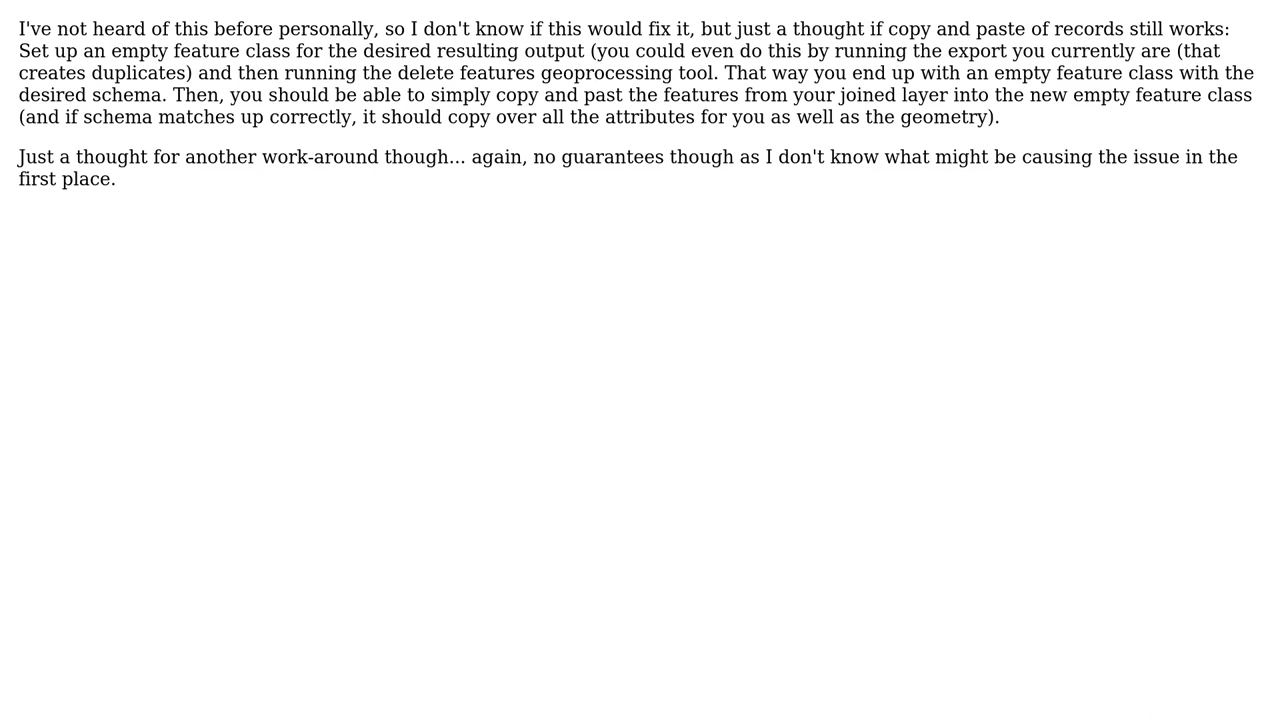 I've not heard of this before personally, so I don't know if this would fix it, but just a thought if copy and paste of records still works:
Set up an empty feature class for the desired resulting output (you could even do this by running the export you currently are (that
creates duplicates) and then running the delete features geoprocessing tool. That way you end up with an empty feature class with the
desired schema. Then, you should be able to simply copy and past the features from your joined layer into the new empty feature class
(and if schema matches up correctly, it should copy over all the attributes for you as well as the geometry).
Just a thought for another work-around though... again, no guarantees though as I don't know what might be causing the issue in the
first place.